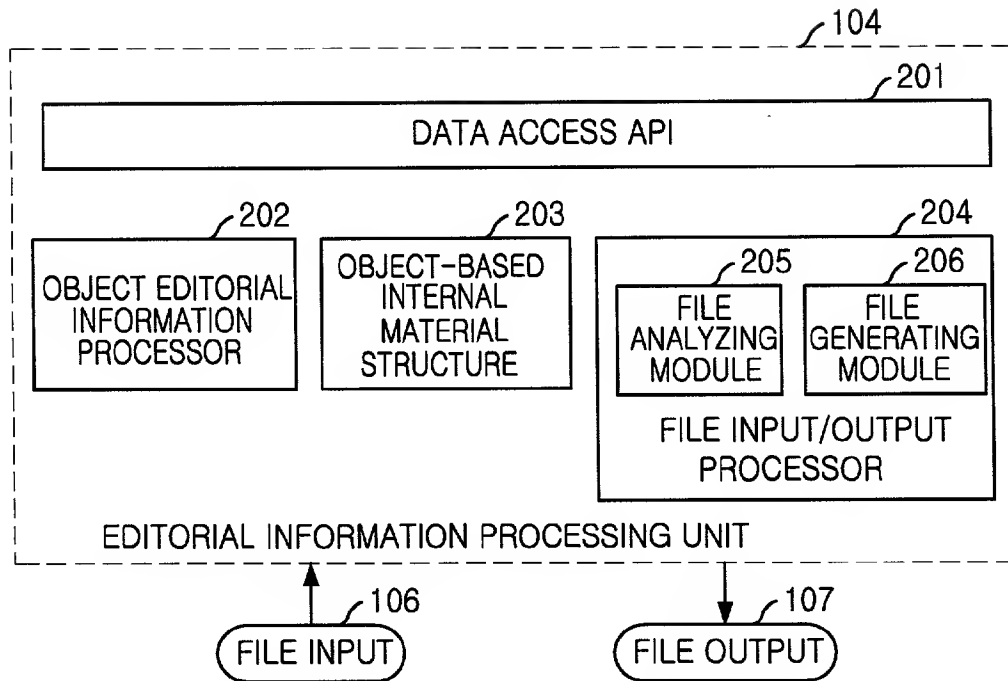 104
201
DATA ACCESS API
202
OBJECT EDITORIAL
INFORMATION
PROCESSOR
203
OBJECT-BASED
INTERNAL
MATERIAL
STRUCTURE
204
205
FILE
ANALYZING
MODULE
206
FILE
GENERATING
MODULE
FILE INPUT/OUTPUT
PROCESSOR
EDITORIAL INFORMATION PROCESSING UNIT
106
FILE INPUT
107
FILE OUTPUT